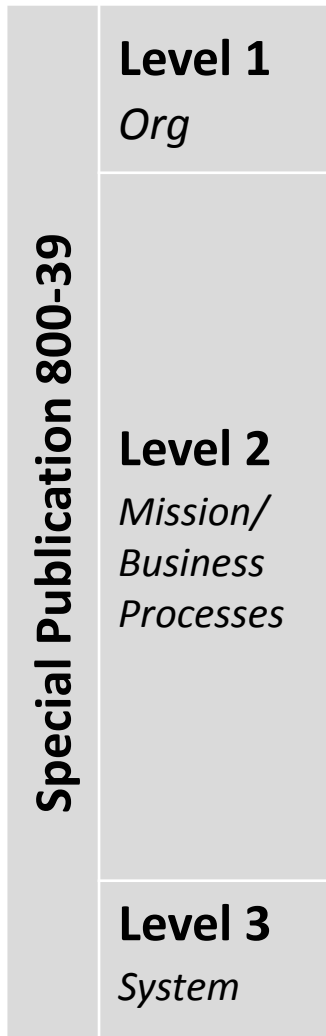 Special Publication 800-39
Level 1
Org
Level 2
Mission/
Business
Processes
Level 3
System